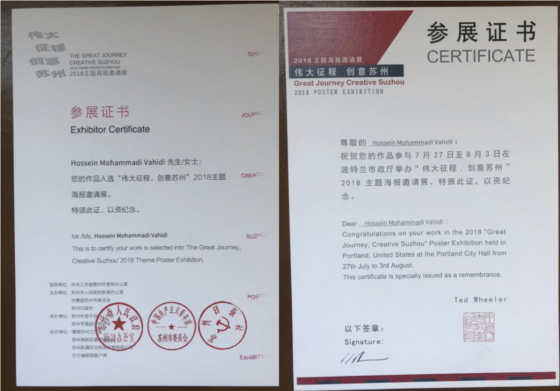 伟大
征程
创意
苏州
THE GREAT JOURNEY
CREATIVE SUZHOU
2018主题海报邀请展
参展证书
Exhibitor Certificate
Hossein Mohammadi Vahidi 先生/女士:
您的作品入选“伟大征程，创意苏州”2018主题
海报邀请展。
特颁此证，以资纪念。
Mr./Ms. Hossein Mohammadi Vahidi
This is to certify your work is selected into 'The Great Journey,
Creative Suzhou' 2018 Theme Poster Exhibition.
2018主题海报邀请展
伟大征程 创意苏州
Great Journey Creative Suzhou
2018 POSTER EXHIBITION
参展证书
CERTIFICATE
尊敬的 Hossein Mohammadi Vahidi :
祝贺您的作品参与7月27日至8月3日在
波特兰市政厅举办“伟大征程．创意苏州”
2018 主题海报邀请展。特颁此证，以资纪
念。
Dear Hossein Mohammadi Vahidi :
Congratulations on your work in the 2018 "Great
Journey, Creative Suzhou" Poster Exhibition held in
Portland, United States at the Portland City Hall from
27th July to 3rd August.
This certificate is specially issued as a remembrance.
Ted Wheeler
以下签章:
Signature: